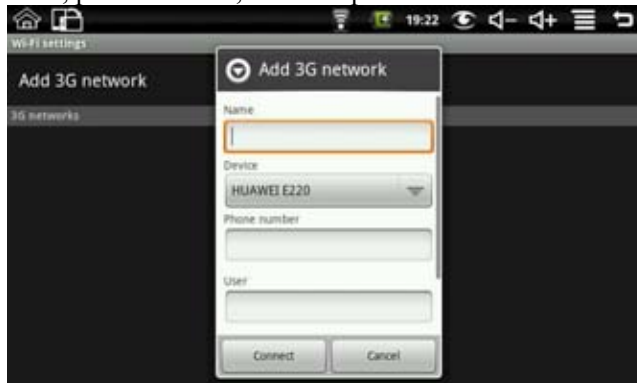 19:22
Wi-Fi settings
Add 3G network
3G networks
Add 3G network
Name
Device
HUAWEI E220
Phone number
User
Connect
Cancel